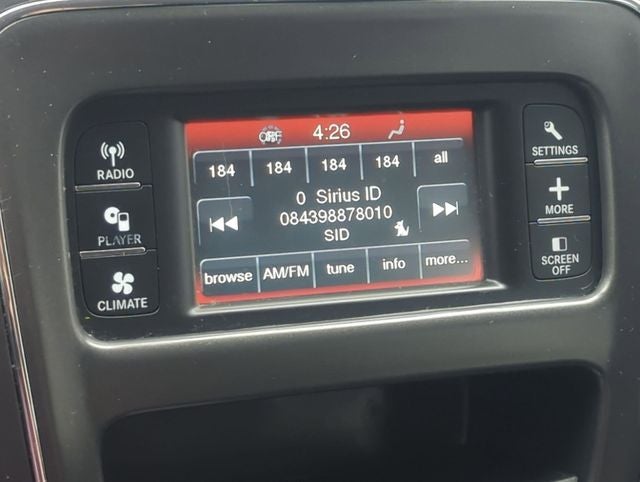 OFF 4:26
184 184 184 184 all
0 Sirius ID
084398878010
SID
browse AM/FM tune info more...
RADIO
PLAYER
CLIMATE
SETTINGS
MORE
SCREEN
OFF